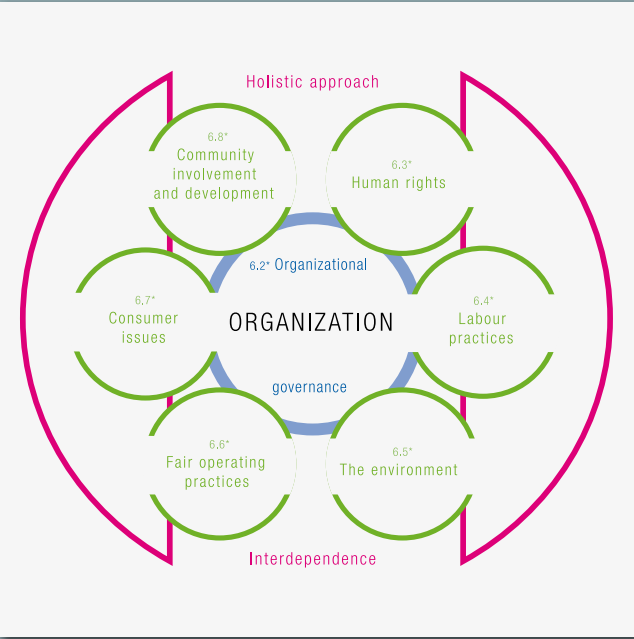 Holistic approach
6.8*
Community
involvement
and development
6.3*
Human rights
6.2* Organizational
6,7*
Consumer
issues
ORGANIZATION
6.4*
Labour
practices
governance
6.6*
Fair operating
practices
6.5*
The environment
Interdependence